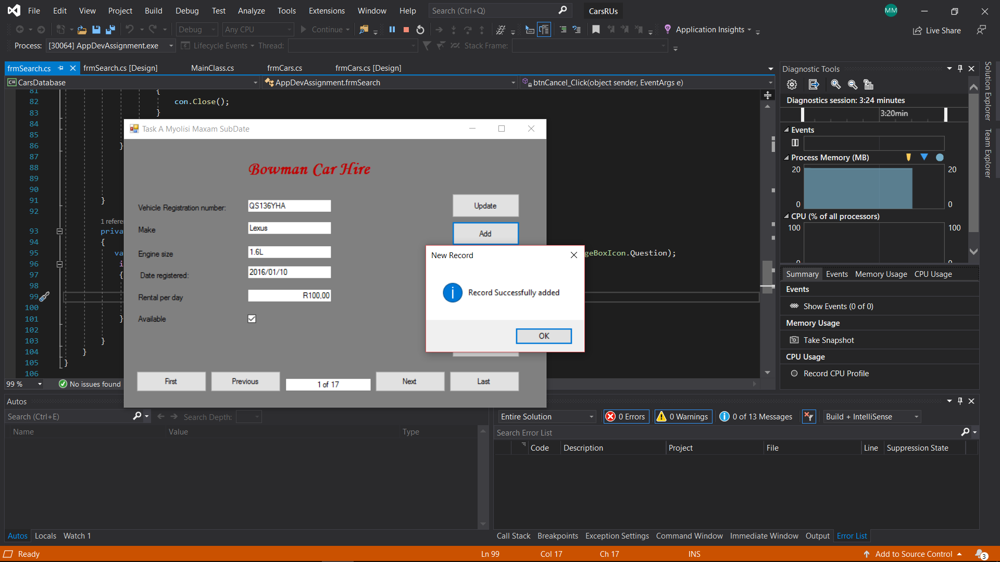 File Edit View Project Build Debug Test Analyze Tools Extensions Window Help Search (Ctrl+Q) CarsRUs MM
Debug Any CPU Continue Application Insights Live Share
Process: [30064] AppDevAssignment.exe Lifecycle Events Thread: Stack Frame:
frmSearch.cs frmSearch.cs [Design] MainClass.cs frmCars.cs frmCars.cs [Design]
C# CarsDatabase AppDevAssignment.frmSearch btnCancel_Click(object sender, EventArgs e)
81 {
82 con.Close();
83 }
84
85
86 }
87
88
89
90
91 }
92
1 refere
93 priva
94 {
95 va geBoxIcon.Question);
96 i
97 {
98
99
100
101 }
102
103 }
104 }
105 }
106
99 % No issues found
Task A Myolisi Maxam SubDate
Bowman Car Hire
Vehicle Registration number: QS136YHA
Make Lexus
Engine size 1.6L
Date registered: 2016/01/10
Rental per day R100,00
Available
Update
Add
First Previous 1 of 17 Next Last
New Record
Record Successfully added
OK
Diagnostic Tools
Diagnostics session: 3:24 minutes
3:20min
Events
Process Memory (MB)
20 20
0 0
CPU (% of all processors)
100 100
0 0
Summary Events Memory Usage CPU Usage
Events
Show Events (0 of 0)
Memory Usage
Take Snapshot
CPU Usage
Record CPU Profile
Solution Explorer
Team Explorer
Autos
Search (Ctrl+E) Search Depth:
Name Value Type
Autos Locals Watch 1
Entire Solution 0 Errors 0 Warnings 0 of 13 Messages Build + IntelliSense
Search Error List
Code Description Project File Line Suppression State
Call Stack Breakpoints Exception Settings Command Window Immediate Window Output Error List
Ready Ln 99 Col 17 Ch 17 INS Add to Source Control 3